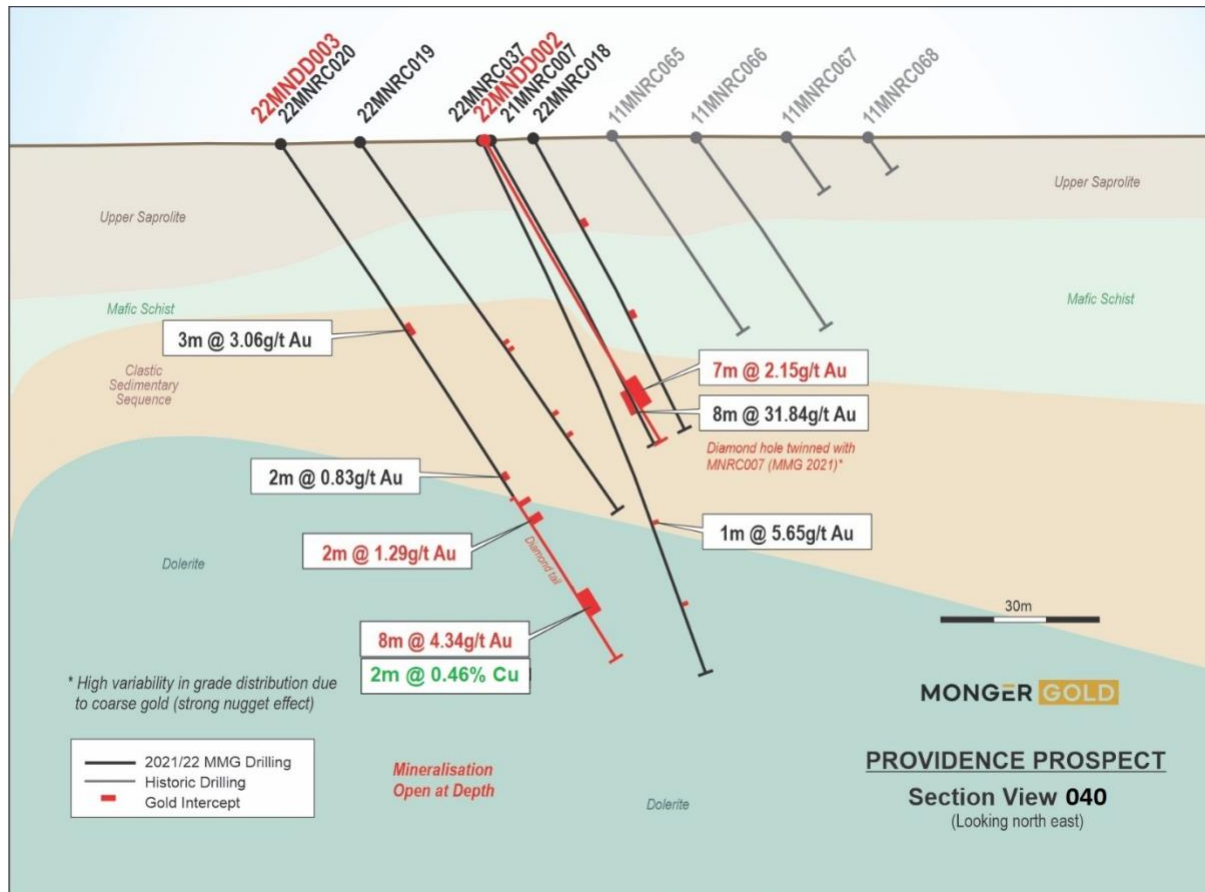 22MNDD003
22MNRC020
22MNRC019
22MNRC037
22MNDD002
21MNRC007
22MNRC018
11MNRC065
11MNRC066
11MNRC067
11MNRC068
Upper Saprolite
Upper Saprolite
Mafic Schist
Mafic Schist
3m @ 3.06g/t Au
Clastic
Sedimentary
Sequence
7m @ 2.15g/t Au
8m @ 31.84g/t Au
Diamond hole twinned with
MNRC007 (MMG 2021)*
2m @ 0.83g/t Au
1m @ 5.65g/t Au
2m @ 1.29g/t Au
Diamond tail
Dolerite
30m
8m @ 4.34g/t Au
2m @ 0.46% Cu
* High variability in grade distribution due
to coarse gold (strong nugget effect)
MONGER GOLD
2021/22 MMG Drilling
Historic Drilling
Gold Intercept
Mineralisation
Open at Depth
Dolerite
PROVIDENCE PROSPECT
Section View 040
(Looking north east)